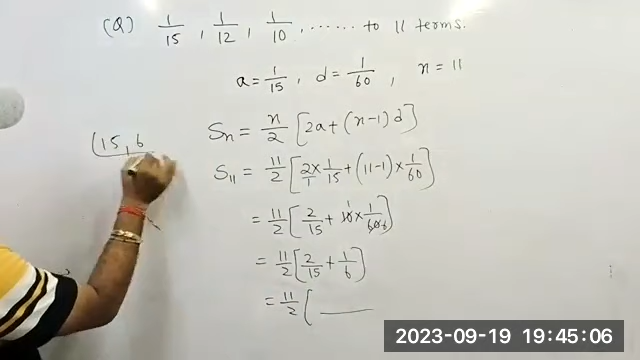 (Q) 1/15, 1/12, 1/10, ...... to 11 terms.
a = 1/15, d = 1/60, n = 11
Sn = n/2 [2a + (n-1) d]
(15, 6
S11 = 11/2 [2/1 × 1/15 + (11-1) × 1/60]
= 11/2 [2/15 + 10 1 × 1/60 6]
= 11/2 [2/15 + 1/6]
= 11/2 [
2023-09-19 19:45:06